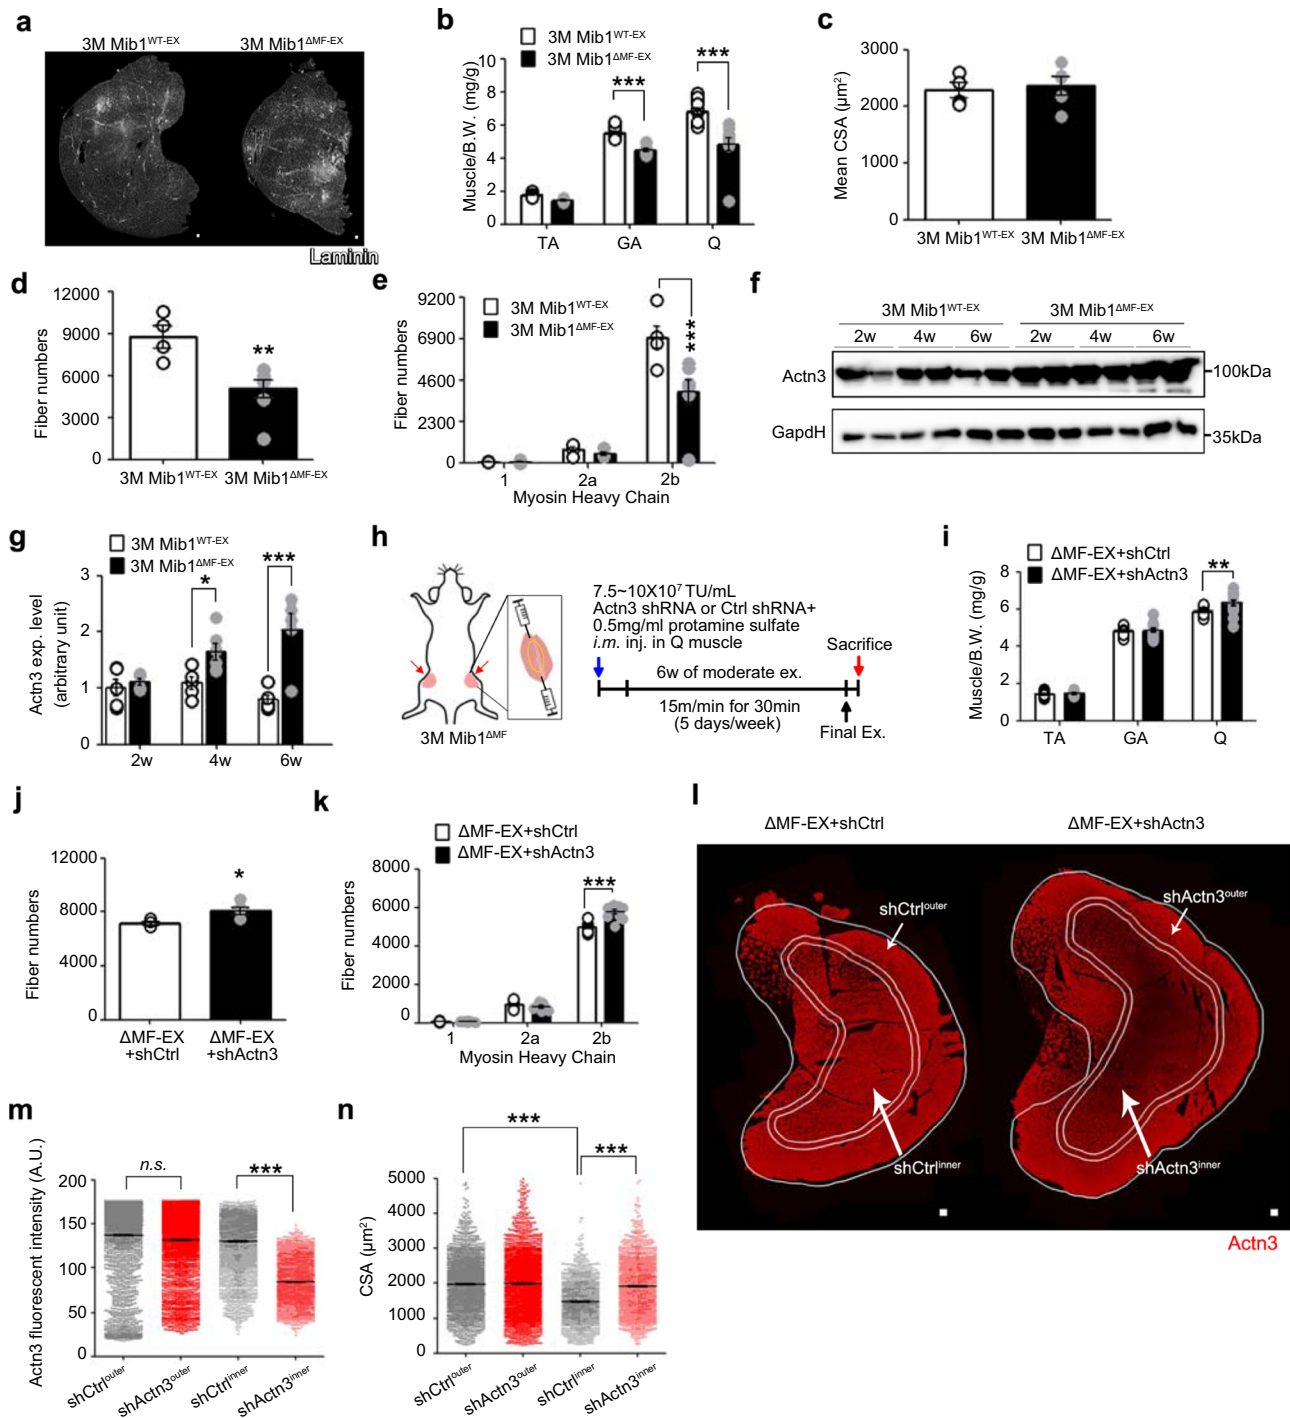 a
3M Mib1WT-EX
3M Mib1ΔMF-EX
Laminin
b
3M Mib1WT-EX
3M Mib1ΔMF-EX
***
***
Muscle/B.W. (mg/g)
10
8
6
4
2
0
TA
GA
Q
c
Mean CSA (µm²)
3000
2000
1000
0
3M Mib1WT-EX
3M Mib1ΔMF-EX
d
Fiber numbers
12000
9000
6000
3000
0
**
3M Mib1WT-EX
3M Mib1ΔMF-EX
e
3M Mib1WT-EX
3M Mib1ΔMF-EX
Fiber numbers
9200
6900
4600
2300
0
***
1
2a
2b
Myosin Heavy Chain
f
3M Mib1WT-EX
3M Mib1ΔMF-EX
2w
4w
6w
2w
4w
6w
Actn3
100kDa
GapdH
35kDa
g
3M Mib1WT-EX
3M Mib1ΔMF-EX
Actn3 exp. level
(arbitrary unit)
3
2
1
0
*
***
2w
4w
6w
h
3M Mib1ΔMF
7.5~10X10⁷ TU/mL
Actn3 shRNA or Ctrl shRNA+
0.5mg/ml protamine sulfate
i.m. inj. in Q muscle
Sacrifice
6w of moderate ex.
15m/min for 30min
(5 days/week)
Final Ex.
i
ΔMF-EX+shCtrl
ΔMF-EX+shActn3
**
Muscle/B.W. (mg/g)
8
6
4
2
0
TA
GA
Q
j
Fiber numbers
12000
8000
4000
0
*
ΔMF-EX
+shCtrl
ΔMF-EX
+shActn3
k
ΔMF-EX+shCtrl
ΔMF-EX+shActn3
Fiber numbers
8000
6000
4000
2000
0
***
1
2a
2b
Myosin Heavy Chain
l
ΔMF-EX+shCtrl
ΔMF-EX+shActn3
shCtrlouter
shActn3outer
shCtrlinner
shActn3inner
Actn3
m
Actn3 fluorescent intensity (A.U.)
200
150
100
50
0
n.s.
***
shCtrlouter
shActn3outer
shCtrlinner
shActn3inner
n
CSA (µm²)
5000
4000
3000
2000
1000
0
***
***
shCtrlouter
shActn3outer
shCtrlinner
shActn3inner